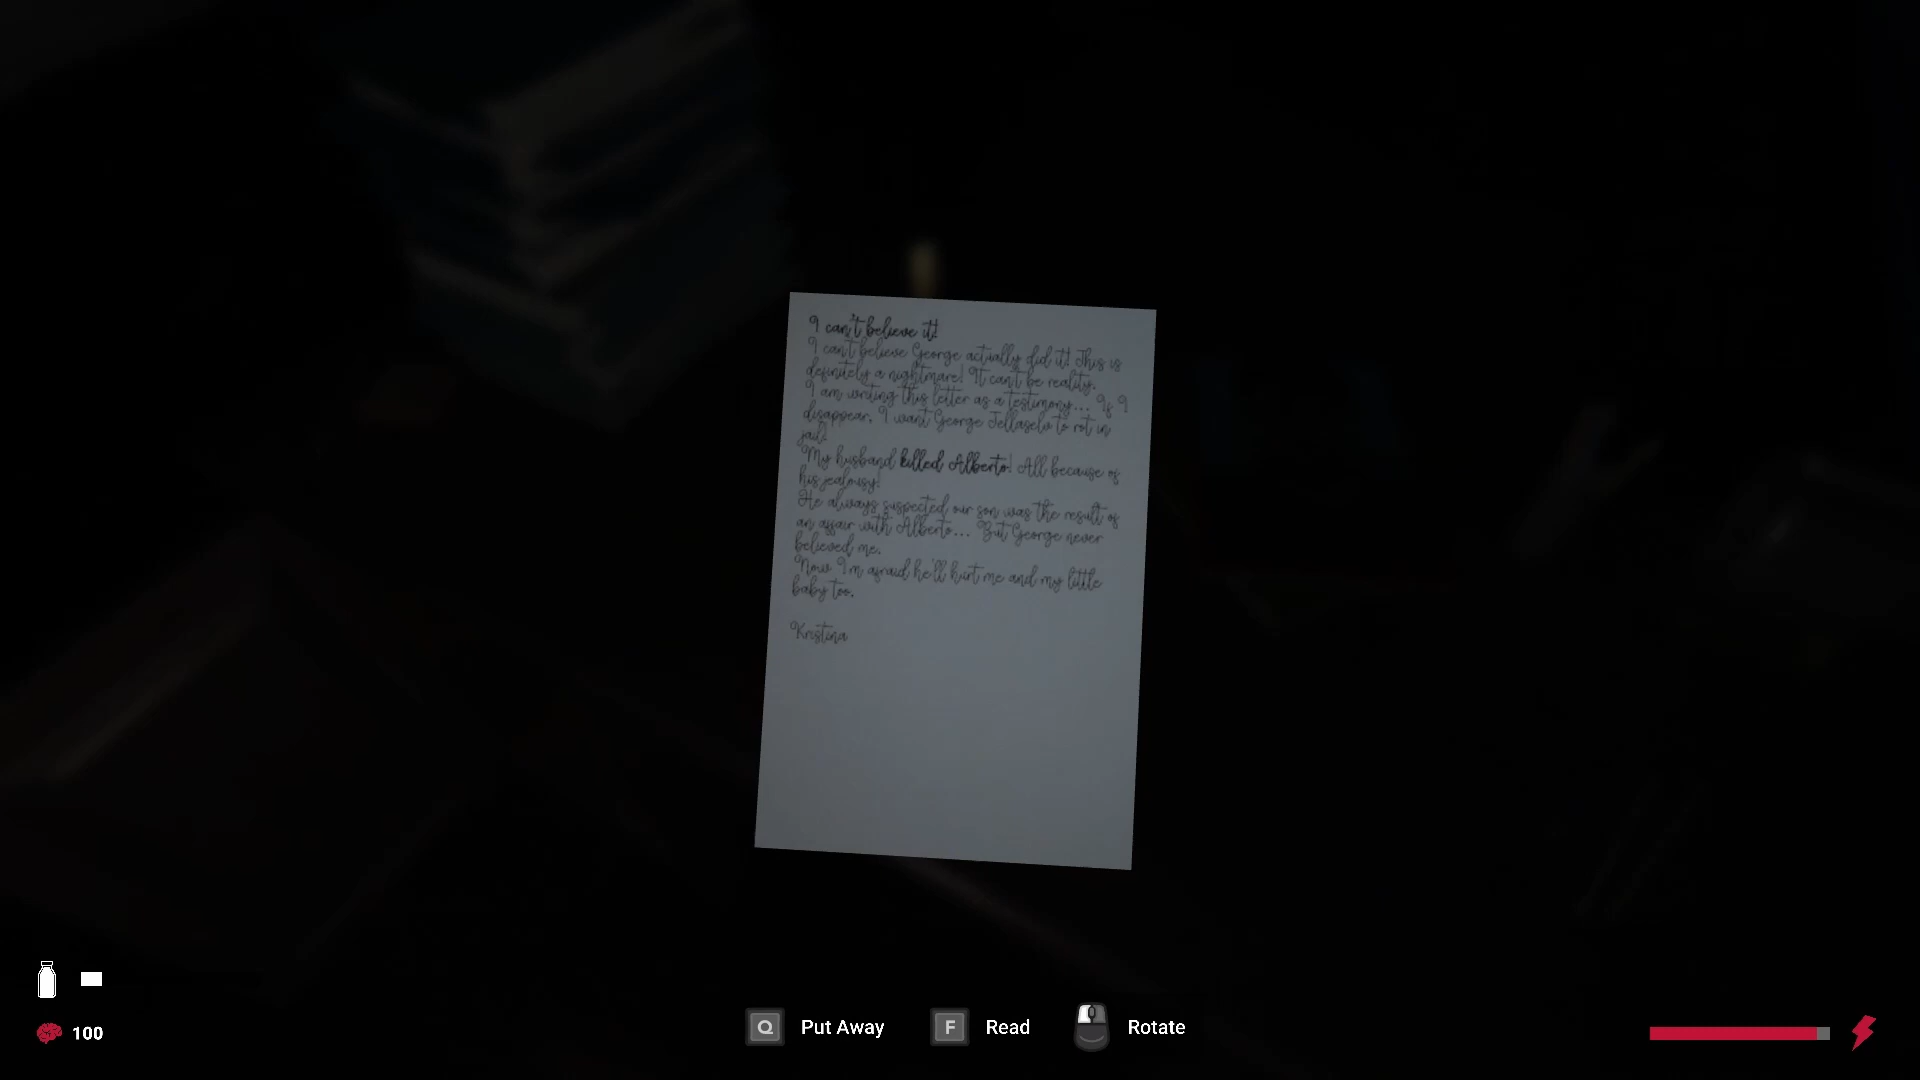 I can't believe it!
I can't believe George actually did it! This is
definitely a nightmare! It can't be reality.
I am writing this letter as a testimony... If I
disappear, I want George Tellaselv to rot in
jail!
My husband killed Alberto! All because of
his jealousy!
He always suspected our son was the result of
an affair with Alberto... But George never
believed me.
Now I'm afraid he'll hurt me and my little
baby too.
Kristina
100
Q Put Away F Read Rotate